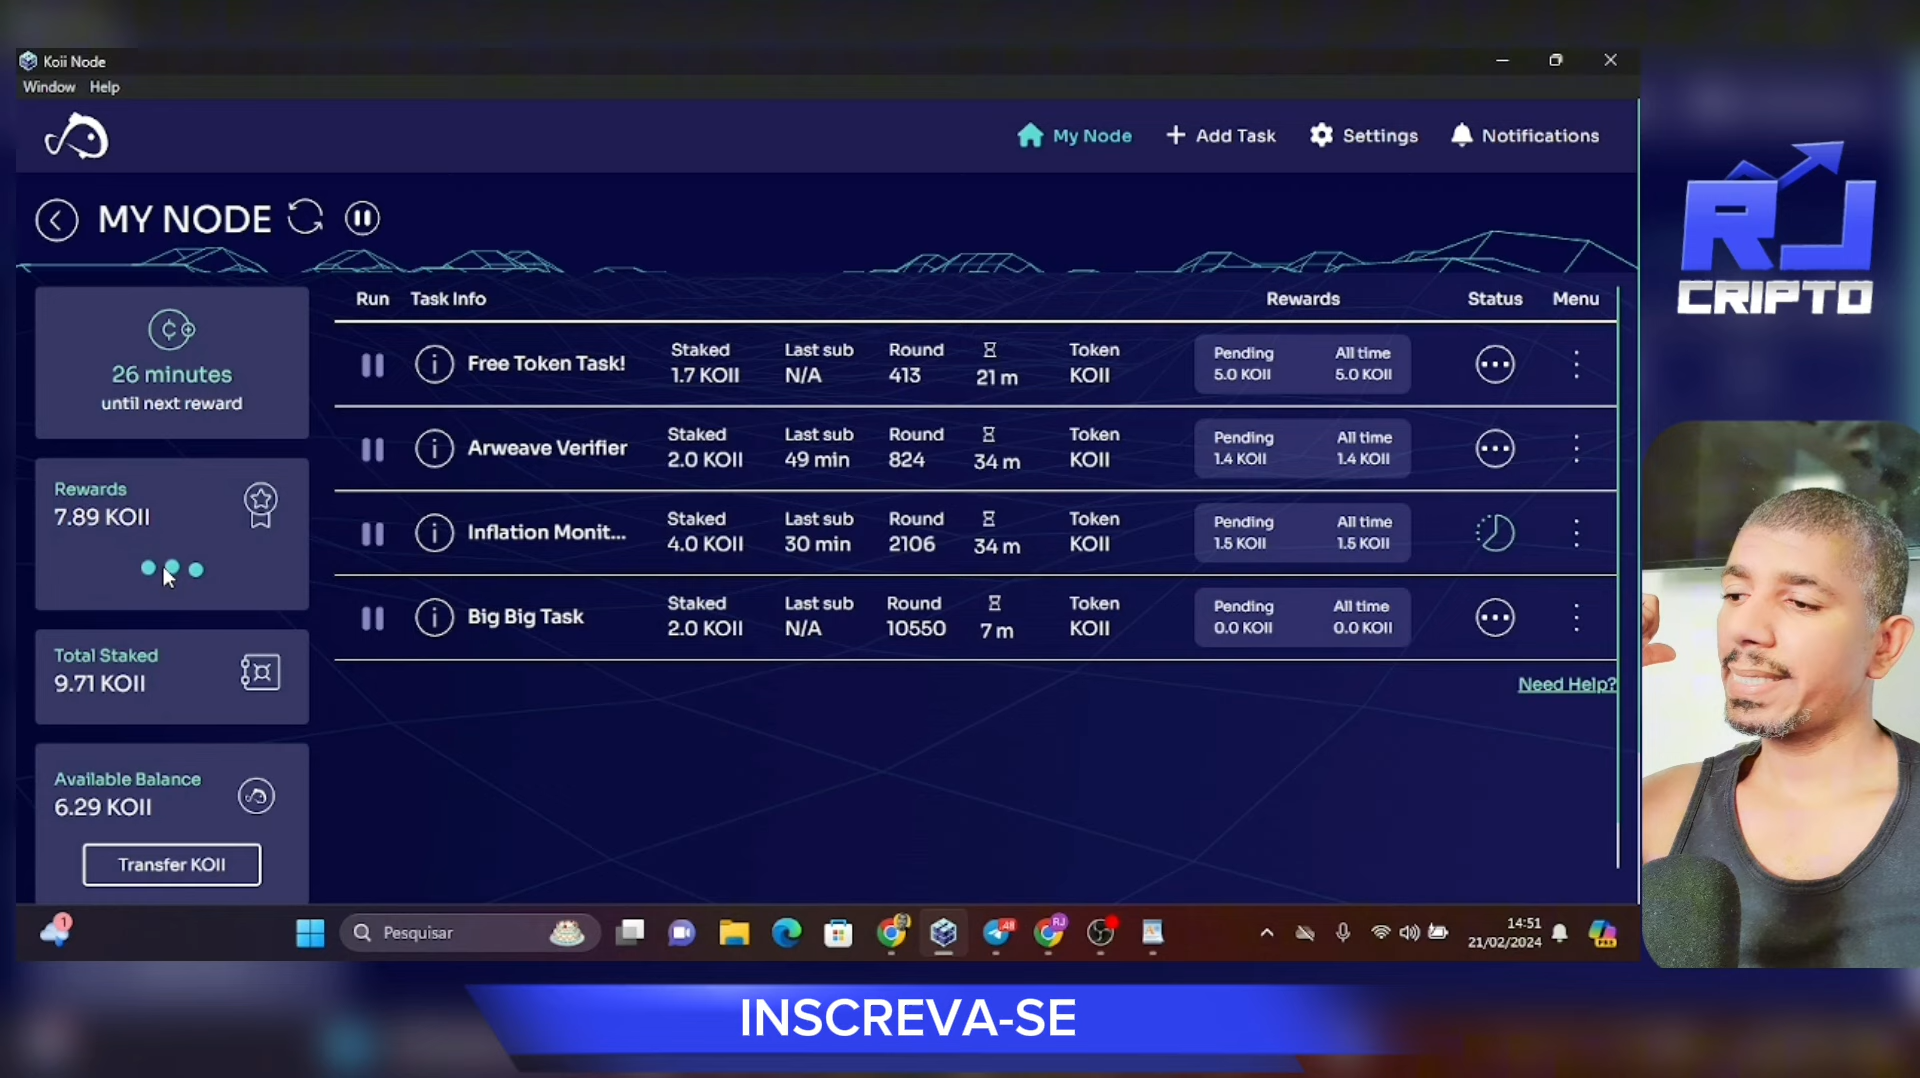 Koii Node
Window Help
My Node Add Task Settings Notifications
MY NODE
26 minutes
until next reward
Rewards
7.89 KOII
Total Staked
9.71 KOII
Available Balance
6.29 KOII
Transfer KOII
Run Task Info Rewards Status Menu
Free Token Task! Staked Last sub Round Token Pending All time
1.7 KOII N/A 413 21 m KOII 5.0 KOII 5.0 KOII
Arweave Verifier Staked Last sub Round Token Pending All time
2.0 KOII 49 min 824 34 m KOII 1.4 KOII 1.4 KOII
Inflation Monit... Staked Last sub Round Token Pending All time
4.0 KOII 30 min 2106 34 m KOII 1.5 KOII 1.5 KOII
Big Big Task Staked Last sub Round Token Pending All time
2.0 KOII N/A 10550 7 m KOII 0.0 KOII 0.0 KOII
Need Help?
1
Pesquisar
RJ
14:51
21/02/2024
RJ
CRIPTO
INSCREVA-SE